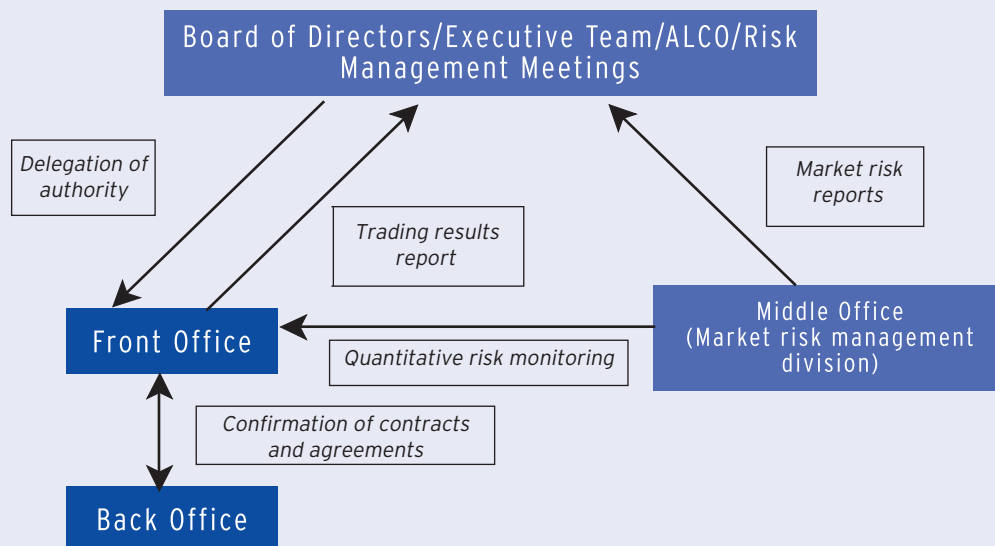 Board of Directors/Executive Team/ALCO/Risk
Management Meetings
Delegation of
authority
Market risk
reports
Trading results
report
Front Office
Middle Office
(Market risk management
division)
Quantitative risk monitoring
Confirmation of contracts
and agreements
Back Office